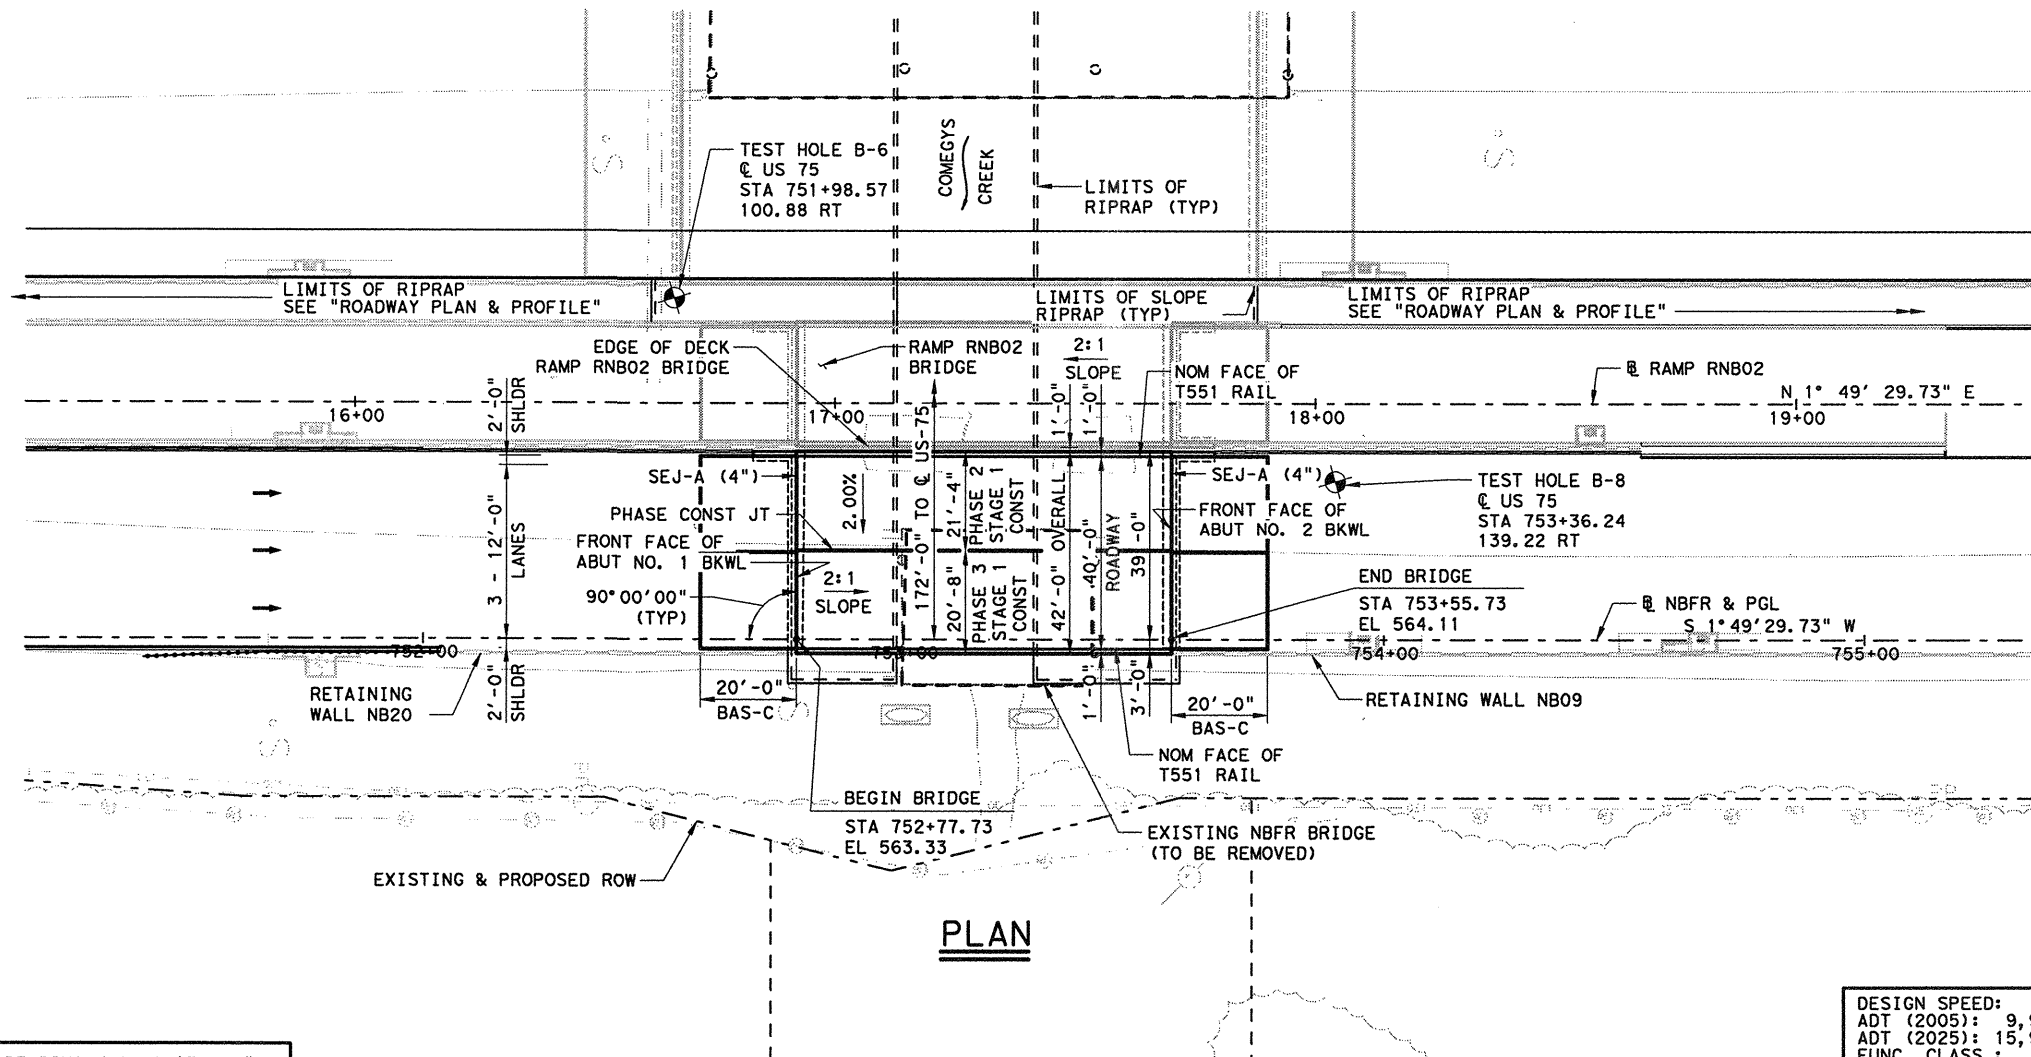 COMEGYS
CREEK
TEST HOLE B-6
℄ US 75
STA 751+98.57
100.88 RT
LIMITS OF
RIPRAP (TYP)
LIMITS OF RIPRAP
SEE "ROADWAY PLAN & PROFILE"
LIMITS OF SLOPE
RIPRAP (TYP)
LIMITS OF RIPRAP
SEE "ROADWAY PLAN & PROFILE"
EDGE OF DECK
RAMP RNB02 BRIDGE
RAMP RNB02
BRIDGE
2:1
SLOPE
NOM FACE OF
T551 RAIL
B RAMP RNB02
N 1° 49' 29.73" E
16+00
17+00
18+00
19+00
2'-0"
SHLDR
1'-0"
1'-0"
SEJ-A (4")
SEJ-A (4")
TEST HOLE B-8
℄ US 75
STA 753+36.24
139.22 RT
PHASE CONST JT
FRONT FACE OF
ABUT NO. 1 BKWL
FRONT FACE OF
ABUT NO. 2 BKWL
3 - 12'-0"
LANES
2.00%
172'-0" TO ℄ US-75
21'-4"
PHASE 2
STAGE 1
CONST
20'-8"
PHASE 3
STAGE 1
CONST
42'-0" OVERALL
40'-0"
ROADWAY
39'-0"
90°00'00"
(TYP)
2:1
SLOPE
END BRIDGE
STA 753+55.73
EL 564.11
B NBFR & PGL
S 1°49'29.73" W
752+00
753+00
754+00
755+00
RETAINING
WALL NB20
2'-0"
SHLDR
20'-0"
BAS-C
1'-0"
3'-0"
20'-0"
BAS-C
RETAINING WALL NB09
NOM FACE OF
T551 RAIL
BEGIN BRIDGE
STA 752+77.73
EL 563.33
EXISTING NBFR BRIDGE
(TO BE REMOVED)
EXISTING & PROPOSED ROW
PLAN
DESIGN SPEED:
ADT (2005): 9,
ADT (2025): 15,
FUNC. CLASS.: